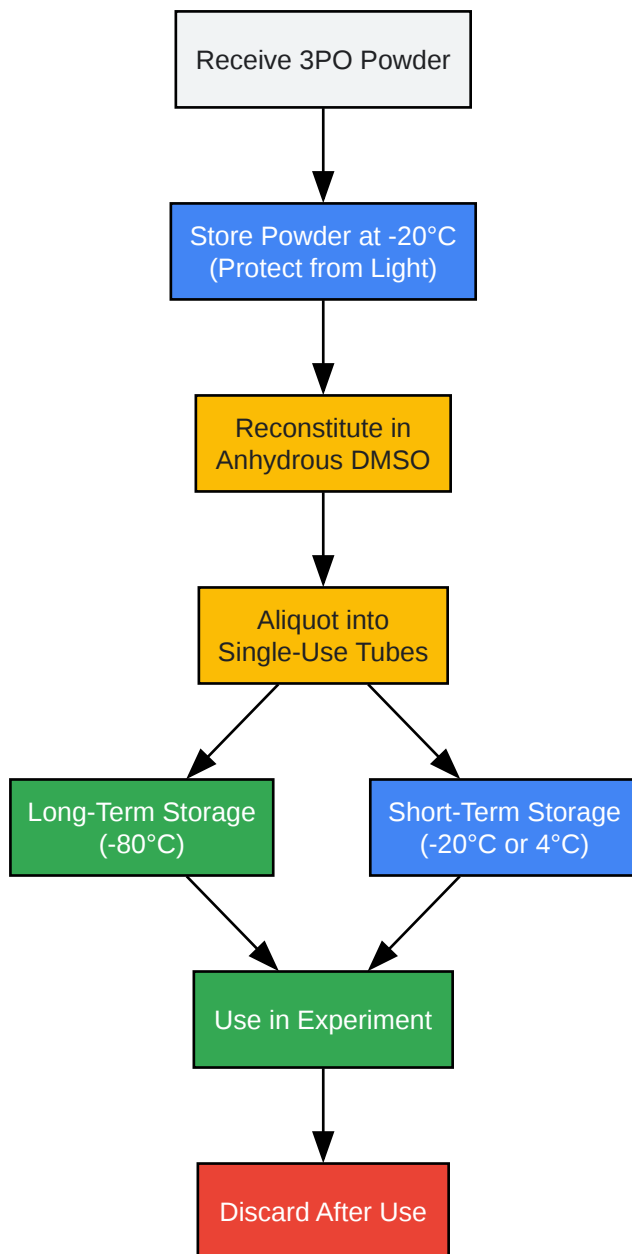 Receive 3PO Powder
Store Powder at -20°C
(Protect from Light)
Reconstitute in
Anhydrous DMSO
Aliquot into
Single-Use Tubes
Long-Term Storage
(-80°C)
Short-Term Storage
(-20°C or 4°C)
Use in Experiment
Discard After Use